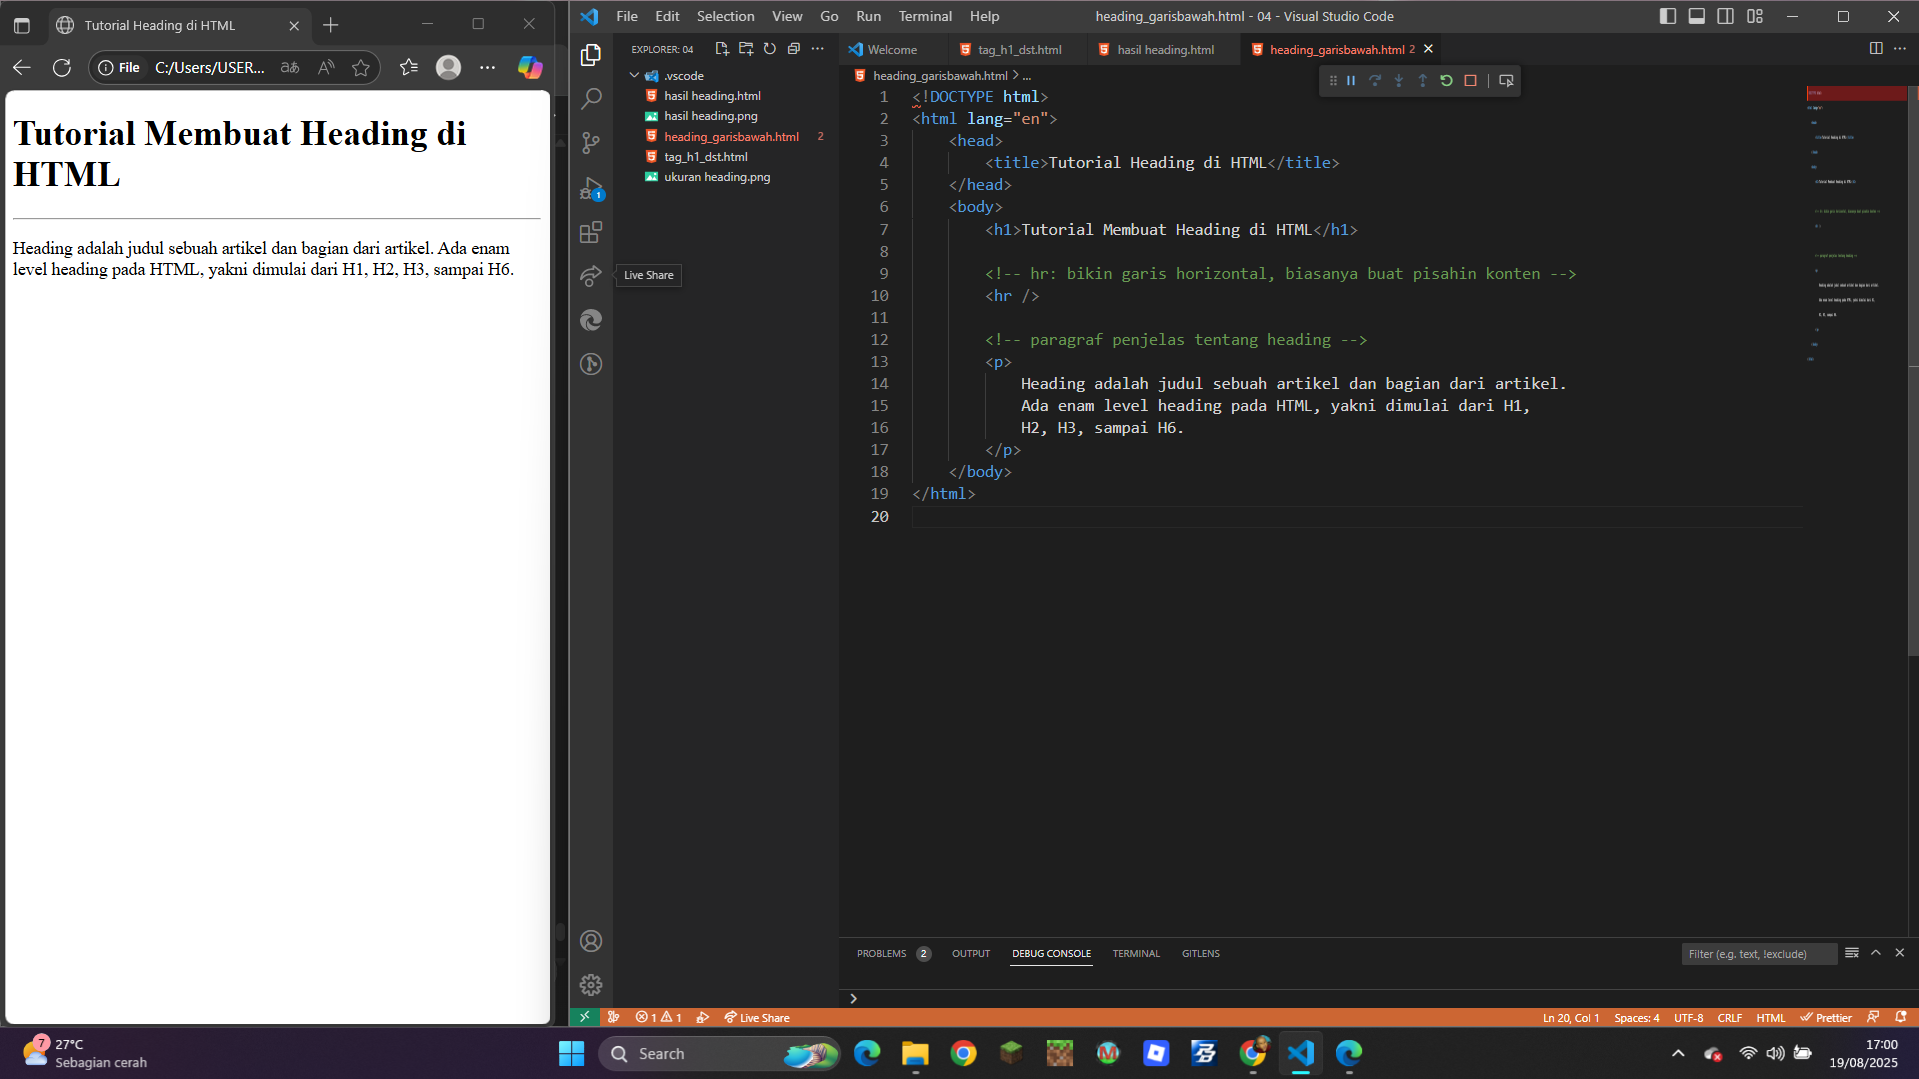 Tutorial Heading di HTML
File
C:/Users/USER...
Tutorial Membuat Heading di
HTML
Heading adalah judul sebuah artikel dan bagian dari artikel. Ada enam
level heading pada HTML, yakni dimulai dari H1, H2, H3, sampai H6.
File Edit Selection View Go Run Terminal Help
heading_garisbawah.html - 04 - Visual Studio Code
EXPLORER: 04
.vscode
hasil heading.html
hasil heading.png
heading_garisbawah.html 2
tag_h1_dst.html
ukuran heading.png
1
Live Share
Welcome
tag_h1_dst.html
hasil heading.html
heading_garisbawah.html 2
heading_garisbawah.html > ...
1 <!DOCTYPE html>
2 <html lang="en">
3 <head>
4 <title>Tutorial Heading di HTML</title>
5 </head>
6 <body>
7 <h1>Tutorial Membuat Heading di HTML</h1>
8
9 <!-- hr: bikin garis horizontal, biasanya buat pisahin konten -->
10 <hr />
11
12 <!-- paragraf penjelas tentang heading -->
13 <p>
14 Heading adalah judul sebuah artikel dan bagian dari artikel.
15 Ada enam level heading pada HTML, yakni dimulai dari H1,
16 H2, H3, sampai H6.
17 </p>
18 </body>
19 </html>
20
PROBLEMS 2 OUTPUT DEBUG CONSOLE TERMINAL GITLENS
Filter (e.g. text, !exclude)
1 1
Live Share
Ln 20, Col 1 Spaces: 4 UTF-8 CRLF HTML Prettier
7
27°C
Sebagian cerah
Search
17:00
19/08/2025